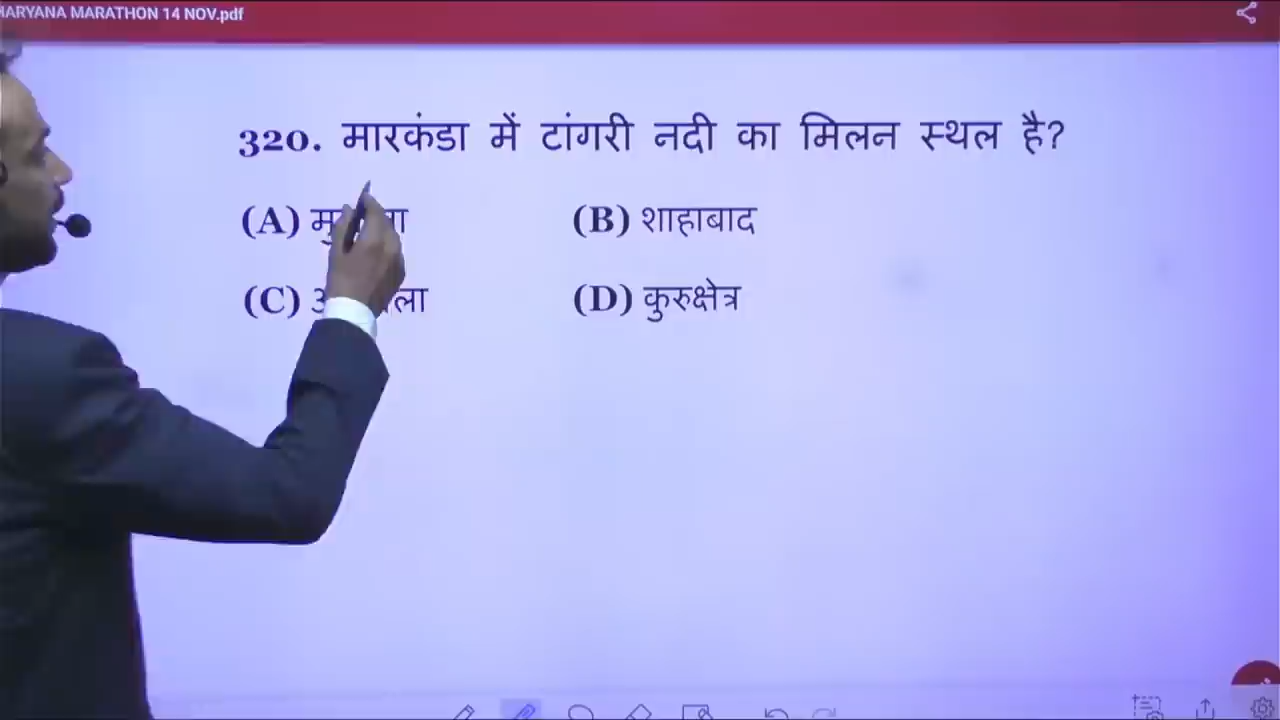 HARYANA MARATHON 14 NOV.pdf
320. मारकंडा में टांगरी नदी का मिलन स्थल है?
(A) (B) शाहाबाद
(C) (D) कुरुक्षेत्र